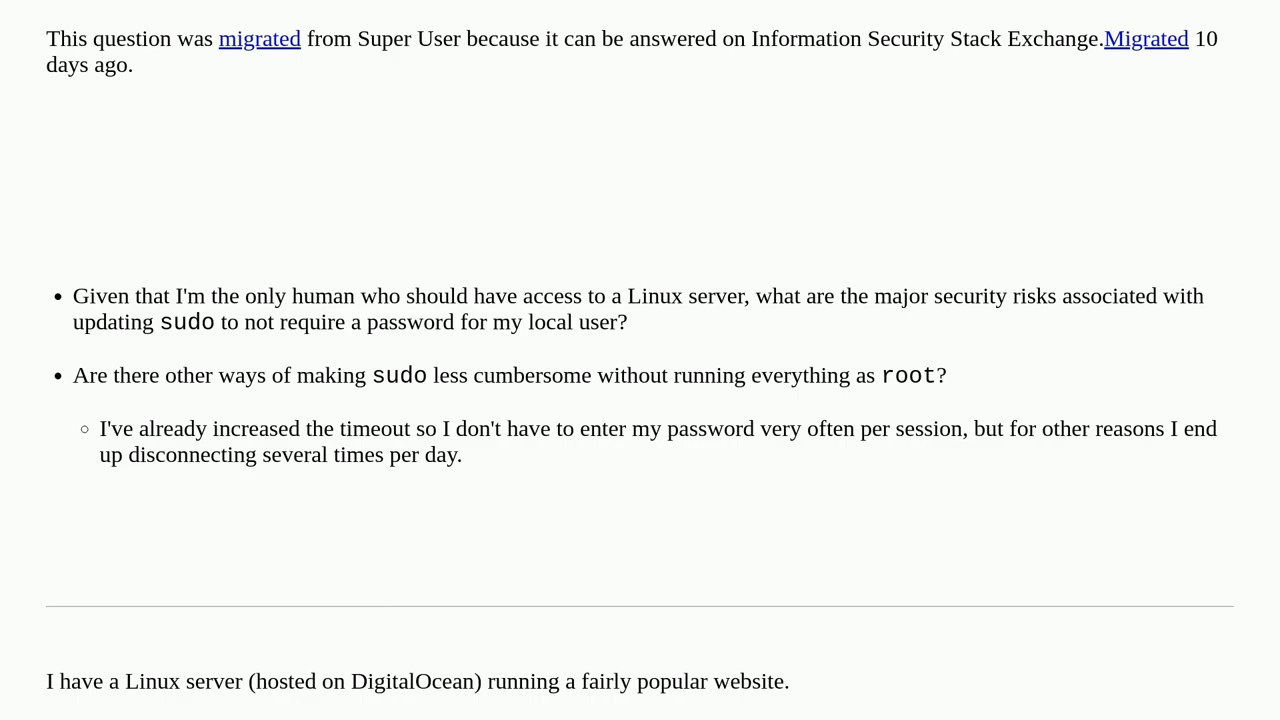 This question was migrated from Super User because it can be answered on Information Security Stack Exchange.Migrated 10
days ago.
Given that I'm the only human who should have access to a Linux server, what are the major security risks associated with
updating sudo to not require a password for my local user?
Are there other ways of making sudo less cumbersome without running everything as root?
I've already increased the timeout so I don't have to enter my password very often per session, but for other reasons I end
up disconnecting several times per day.
I have a Linux server (hosted on DigitalOcean) running a fairly popular website.